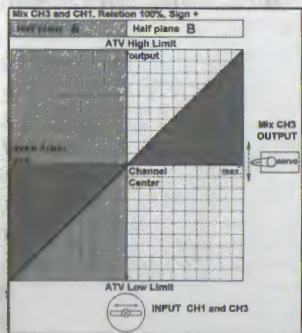 Mix CH3 and CH1, Relation 100%, Sign +
Half plane B
ATV High Limit
output
Mix CH3
OUTPUT
servo
Channel
Center
max.
ATV Low Limit
INPUT CH1 and CH3